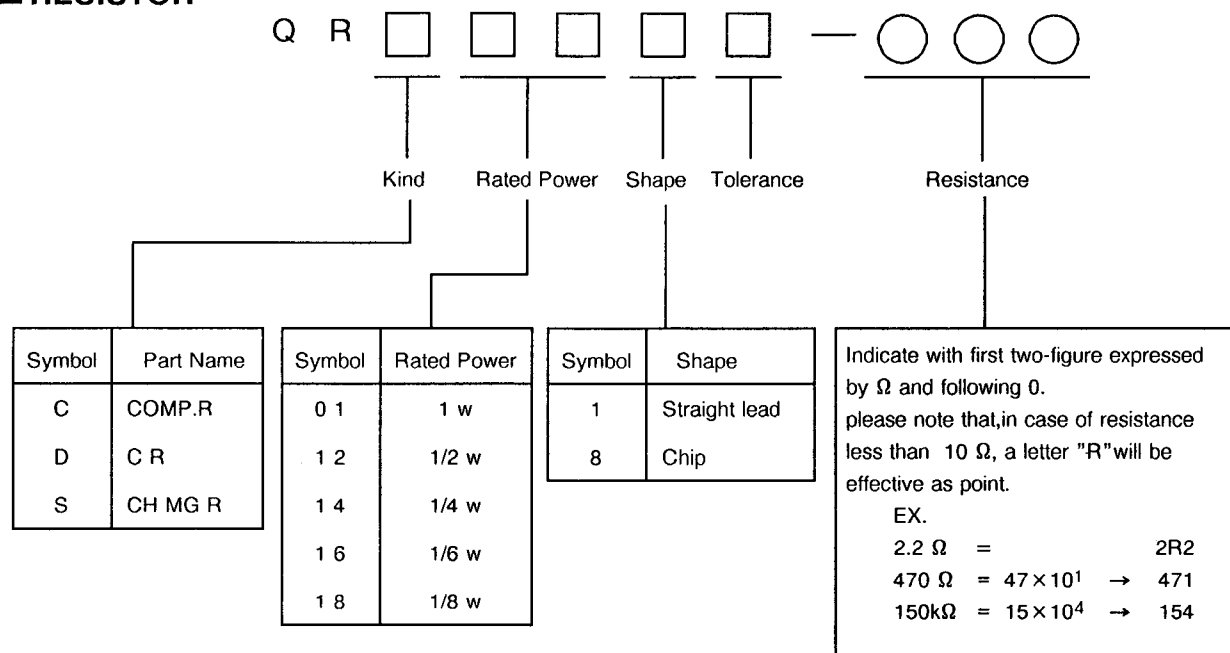 RESISTOR
Q R —
Kind Rated Power Shape Tolerance Resistance
Symbol Part Name
C COMP.R
D C R
S CH MG R
Symbol Rated Power
0 1 1 w
1 2 1/2 w
1 4 1/4 w
1 6 1/6 w
1 8 1/8 w
Symbol Shape
1 Straight lead
8 Chip
Indicate with first two-figure expressed
by Ω and following 0.
please note that,in case of resistance
less than 10 Ω, a letter "R"will be
effective as point.
EX.
2.2 Ω = 2R2
470 Ω = 47×10¹ → 471
150kΩ = 15×10⁴ → 154